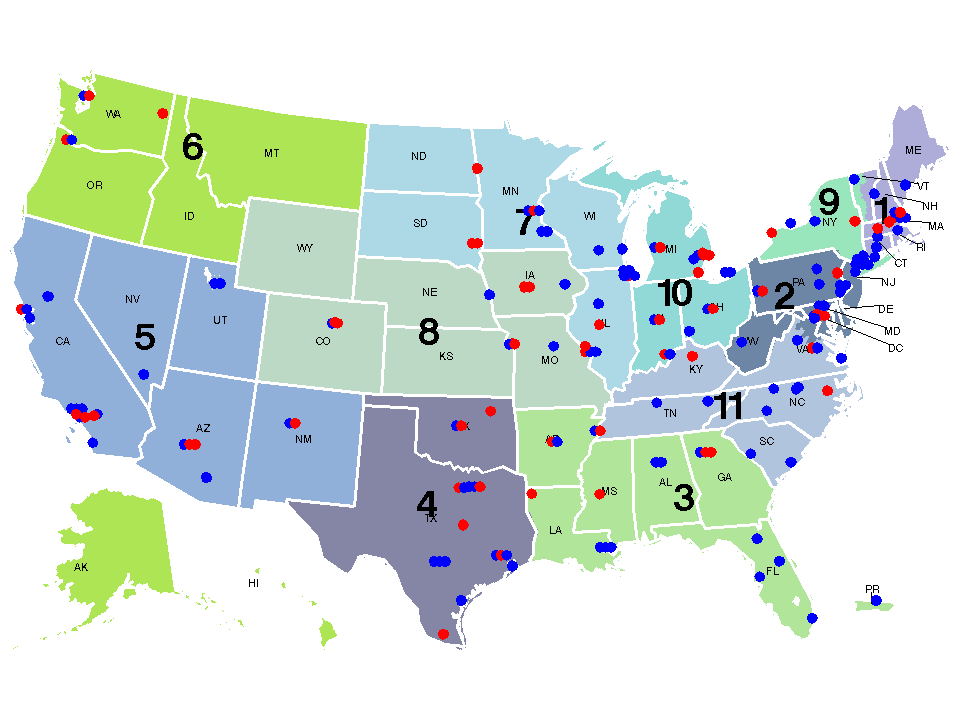 ME
WA
6
MT
ND
VT
OR
MN
9
1
NH
ID
SD
7
WI
NY
MA
WY
MI
RI
IA
CT
NV
NE
10
PA
NJ
UT
2
OH
DE
5
CO
8
IL
MD
CA
KS
MO
WV
VA
DC
KY
AZ
NM
OK
AR
TN
11
NC
SC
4
TX
MS
AL
3
GA
LA
AK
HI
FL
PR